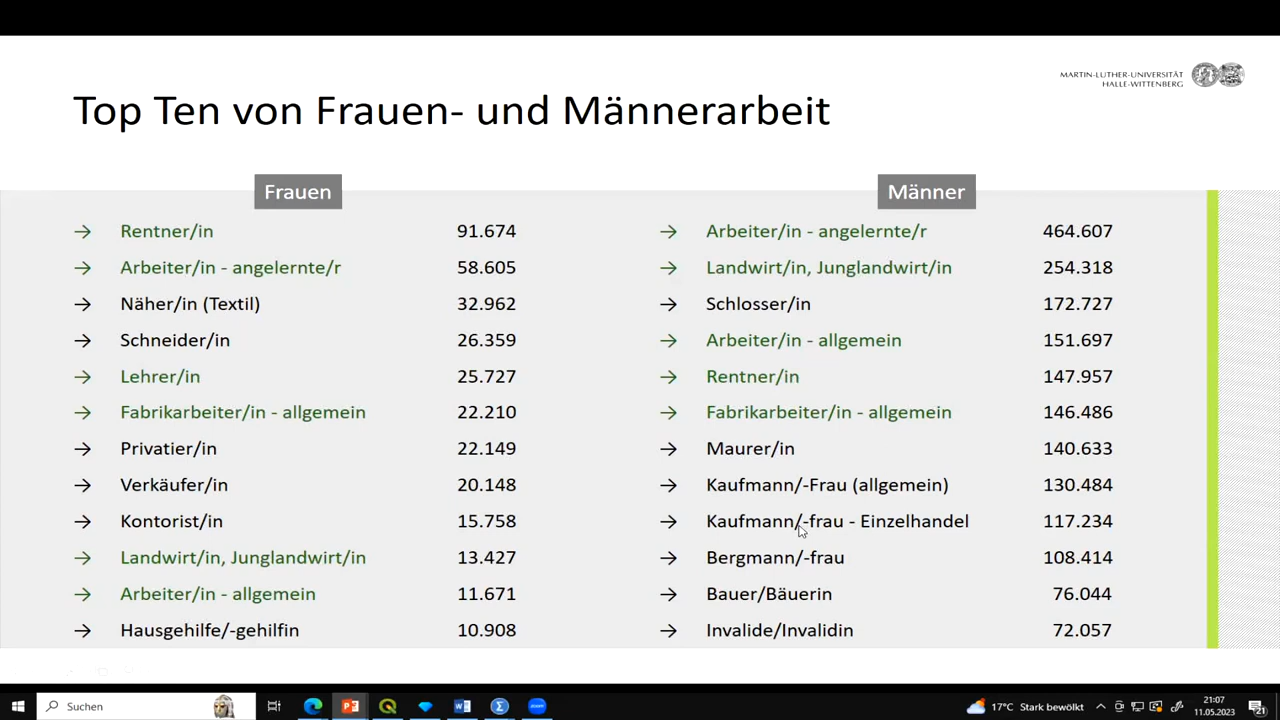 MARTIN-LUTHER-UNIVERSITÄT
HALLE-WITTENBERG
Top Ten von Frauen- und Männerarbeit
Frauen
Rentner/in 91.674
Arbeiter/in - angelernte/r 58.605
Näher/in (Textil) 32.962
Schneider/in 26.359
Lehrer/in 25.727
Fabrikarbeiter/in - allgemein 22.210
Privatier/in 22.149
Verkäufer/in 20.148
Kontorist/in 15.758
Landwirt/in, Junglandwirt/in 13.427
Arbeiter/in - allgemein 11.671
Hausgehilfe/-gehilfin 10.908
Männer
Arbeiter/in - angelernte/r 464.607
Landwirt/in, Junglandwirt/in 254.318
Schlosser/in 172.727
Arbeiter/in - allgemein 151.697
Rentner/in 147.957
Fabrikarbeiter/in - allgemein 146.486
Maurer/in 140.633
Kaufmann/-Frau (allgemein) 130.484
Kaufmann/-frau - Einzelhandel 117.234
Bergmann/-frau 108.414
Bauer/Bäuerin 76.044
Invalide/Invalidin 72.057
Suchen
17°C Stark bewölkt
21:07
11.05.2023
21